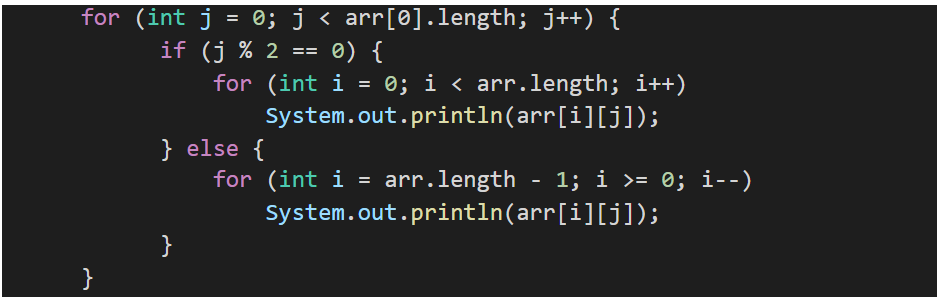 for (int j = 0; j < arr[0].length; j++) {
if (j % 2 == 0) {
for (int i = 0; i < arr.length; i++)
System.out.println(arr[i][j]);
} else {
for (int i = arr.length - 1; i >= 0; i--)
System.out.println(arr[i][j]);
}
}